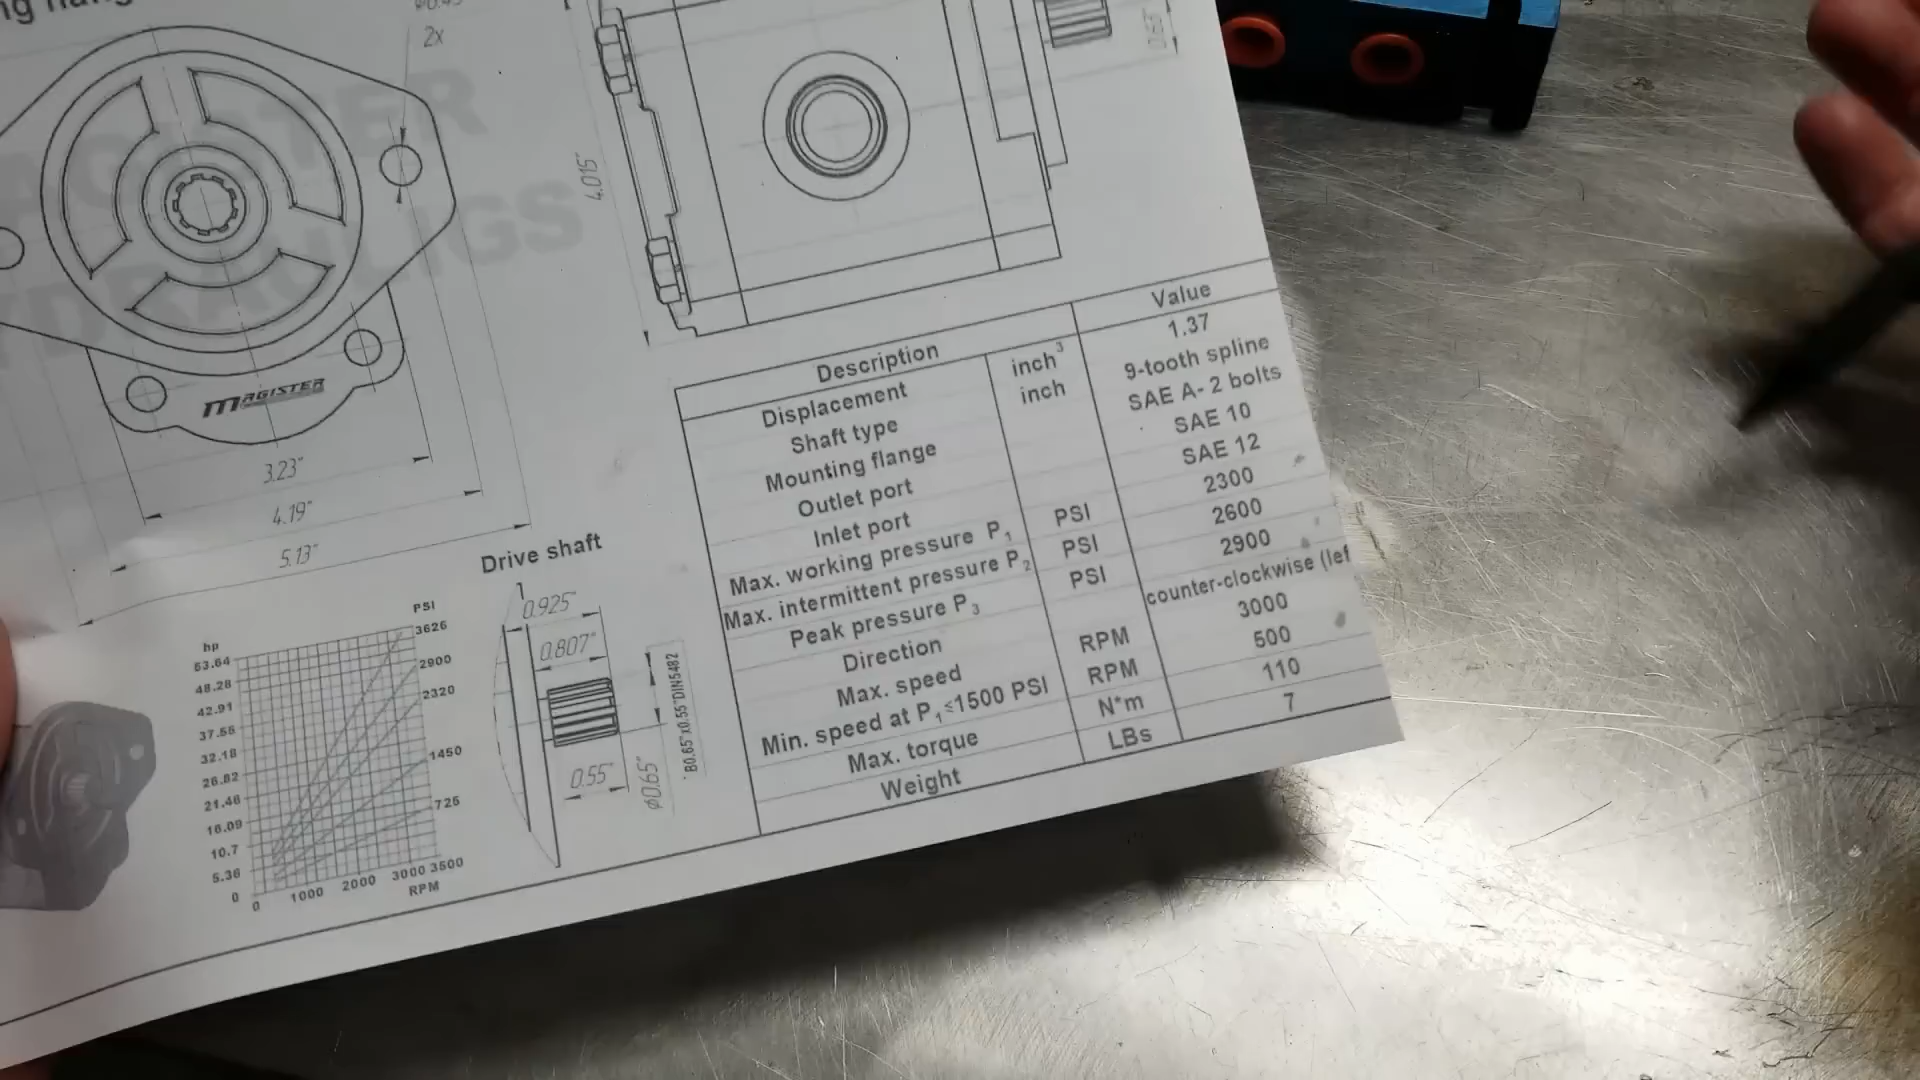 2x
MAGISTER
HYDRAULICS
4.015"
0.65"
MAGISTER
3.23"
4.19"
5.13"
Description Value
Displacement inch³ 1.37
Shaft type inch 9-tooth spline
Mounting flange SAE A- 2 bolts
Outlet port SAE 10
Inlet port SAE 12
Max. working pressure P₁ PSI 2300
Max. intermittent pressure P₂ PSI 2600
Peak pressure P₃ PSI 2900
Direction counter-clockwise (lef
Max. speed RPM 3000
Min. speed at P₁≤1500 PSI RPM 500
Max. torque N*m 110
Weight LBs 7
Drive shaft
0.925"
0.807"
0.55"
ø0.65"
B0.65"x0.55"DIN5482
hp
53.64
48.28
42.91
37.55
32.18
26.82
21.46
16.09
10.7
5.36
0
PSI
3626
2900
2320
1450
725
0 1000 2000 3000 3500
RPM